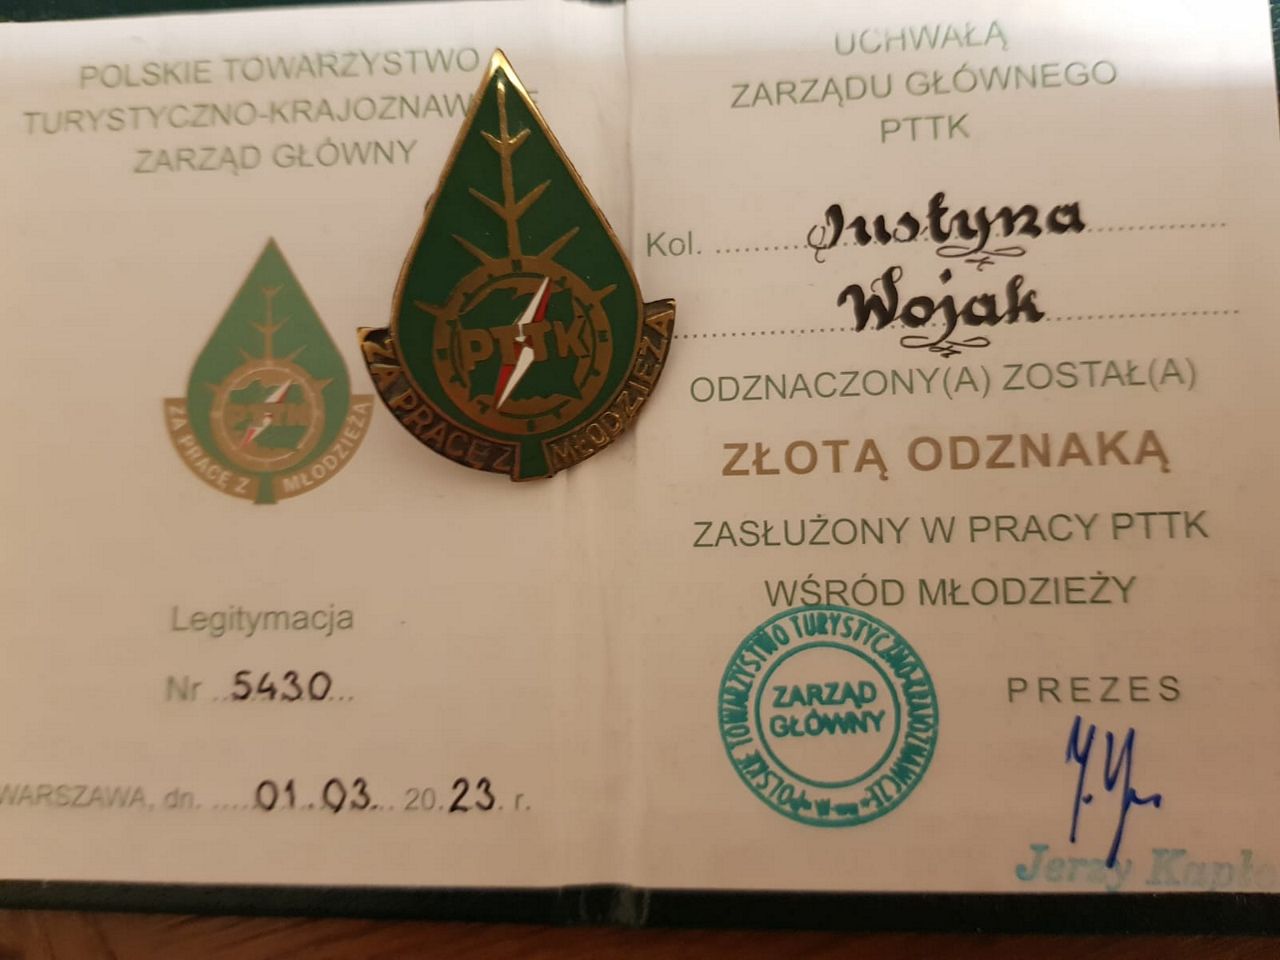 POLSKIE TOWARZYSTWO
TURYSTYCZNO-KRAJOZNAW E
ZARZĄD GŁÓWNY
PTTK
ZA PRACĘ Z MŁODZIEŻĄ
PTTK
ZA PRACĘ Z MŁODZIEŻĄ
Legitymacja
Nr ..5430...
WARSZAWA, dn. .....01..03... 20.23. r.
UCHWAŁĄ
ZARZĄDU GŁÓWNEGO
PTTK
Kol. ..........Justyna..............
Wojak
ODZNACZONY(A) ZOSTAŁ(A)
ZŁOTĄ ODZNAKĄ
ZASŁUŻONY W PRACY PTTK
WŚRÓD MŁODZIEŻY
POLSKIE TOWARZYSTWO TURYSTYCZNO-KRAJOZNAWCZE
ZARZĄD
GŁÓWNY
PREZES
Jerzy